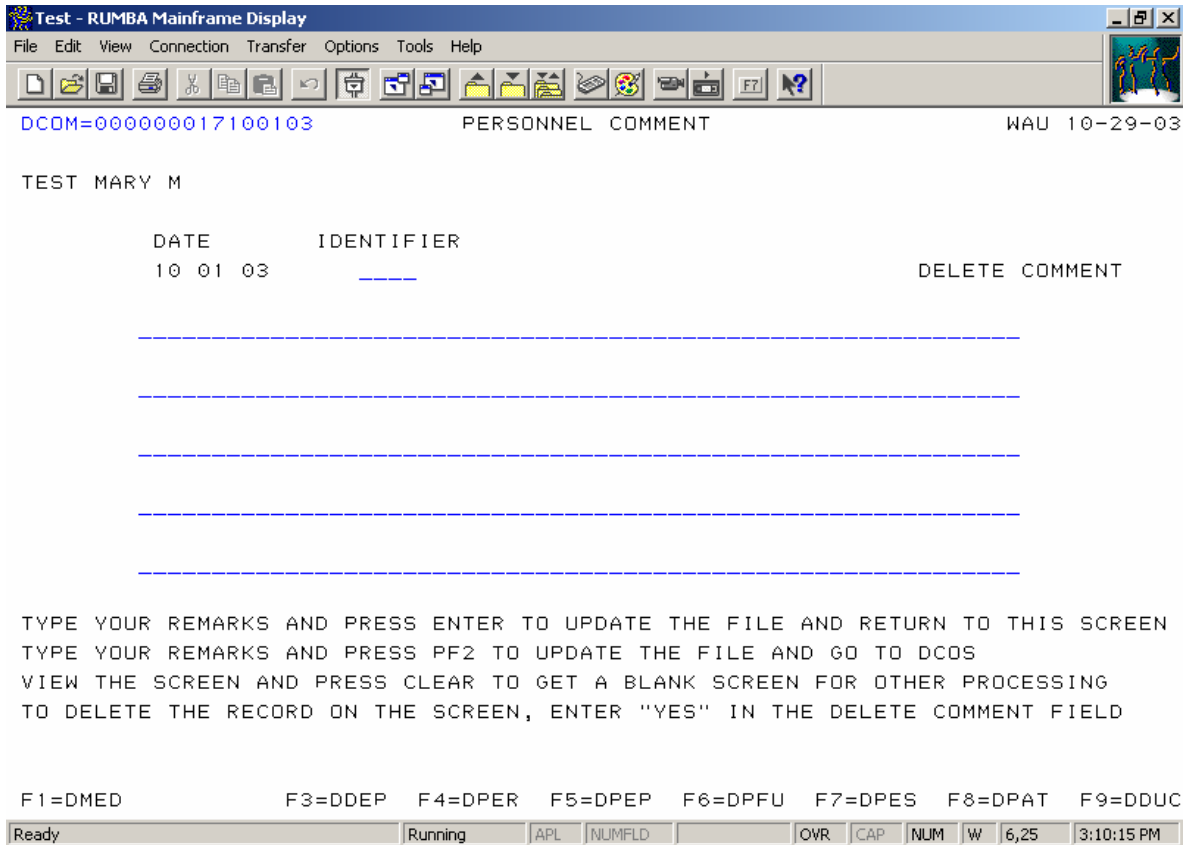 Test - RUMBA Mainframe Display
File Edit View Connection Transfer Options Tools Help
F7
DCOM=000000017100103 PERSONNEL COMMENT WAU 10-29-03
TEST MARY M
DATE IDENTIFIER
10 01 03 ____ DELETE COMMENT
TYPE YOUR REMARKS AND PRESS ENTER TO UPDATE THE FILE AND RETURN TO THIS SCREEN
TYPE YOUR REMARKS AND PRESS PF2 TO UPDATE THE FILE AND GO TO DCOS
VIEW THE SCREEN AND PRESS CLEAR TO GET A BLANK SCREEN FOR OTHER PROCESSING
TO DELETE THE RECORD ON THE SCREEN, ENTER "YES" IN THE DELETE COMMENT FIELD
F1=DMED F3=DDEP F4=DPER F5=DPEP F6=DPFU F7=DPES F8=DPAT F9=DDUC
Ready Running APL NUMFLD OVR CAP NUM W 6,25 3:10:15 PM